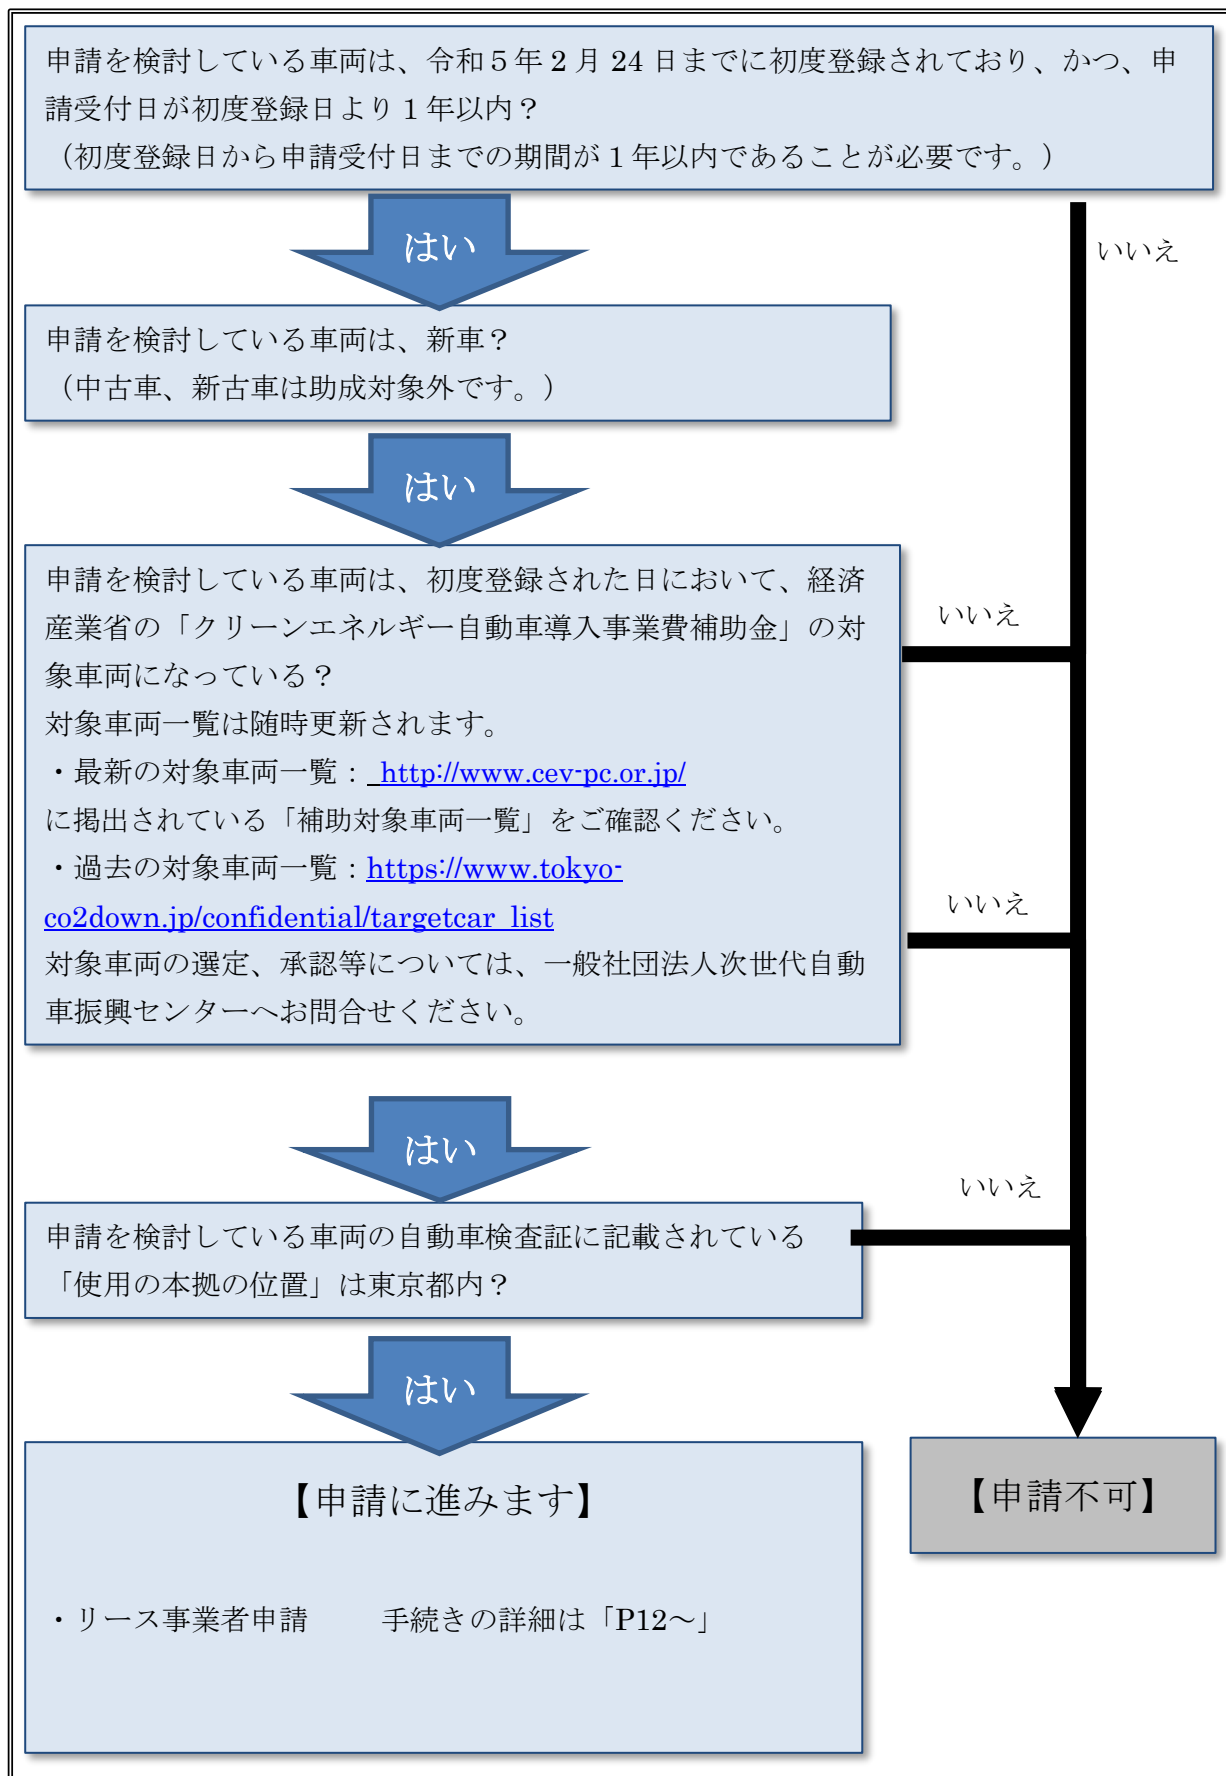 申請を検討している車両は、令和５年 2 月 24 日までに初度登録されており、かつ、申
請受付日が初度登録日より 1 年以内？
（初度登録日から申請受付日までの期間が 1 年以内であることが必要です。）
はい
いいえ
申請を検討している車両は、新車？
（中古車、新古車は助成対象外です。）
はい
申請を検討している車両は、初度登録された日において、経済
産業省の「クリーンエネルギー自動車導入事業費補助金」の対
象車両になっている？
対象車両一覧は随時更新されます。
・最新の対象車両一覧： http://www.cev-pc.or.jp/
に掲出されている「補助対象車両一覧」をご確認ください。
・過去の対象車両一覧：https://www.tokyo-
co2down.jp/confidential/targetcar_list
対象車両の選定、承認等については、一般社団法人次世代自動
車振興センターへお問合せください。
いいえ
いいえ
はい
いいえ
申請を検討している車両の自動車検査証に記載されている
「使用の本拠の位置」は東京都内？
はい
【申請に進みます】
・リース事業者申請　　手続きの詳細は「P12～」
【申請不可】